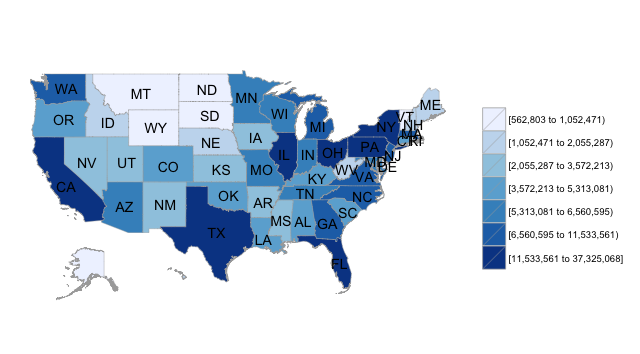 WA
MT
ND
MN
ME
OR
ID
SD
WI
VT
NH
WY
MI
NY
MA
CT
RI
NE
IA
PA
NJ
NV
UT
CO
IL
IN
OH
MD
DE
KS
MO
WV
VA
CA
KY
NC
AZ
NM
OK
AR
TN
SC
TX
LA
MS
AL
GA
FL
[562,803 to 1,052,471)
[1,052,471 to 2,055,287)
[2,055,287 to 3,572,213)
[3,572,213 to 5,313,081)
[5,313,081 to 6,560,595)
[6,560,595 to 11,533,561)
[11,533,561 to 37,325,068]